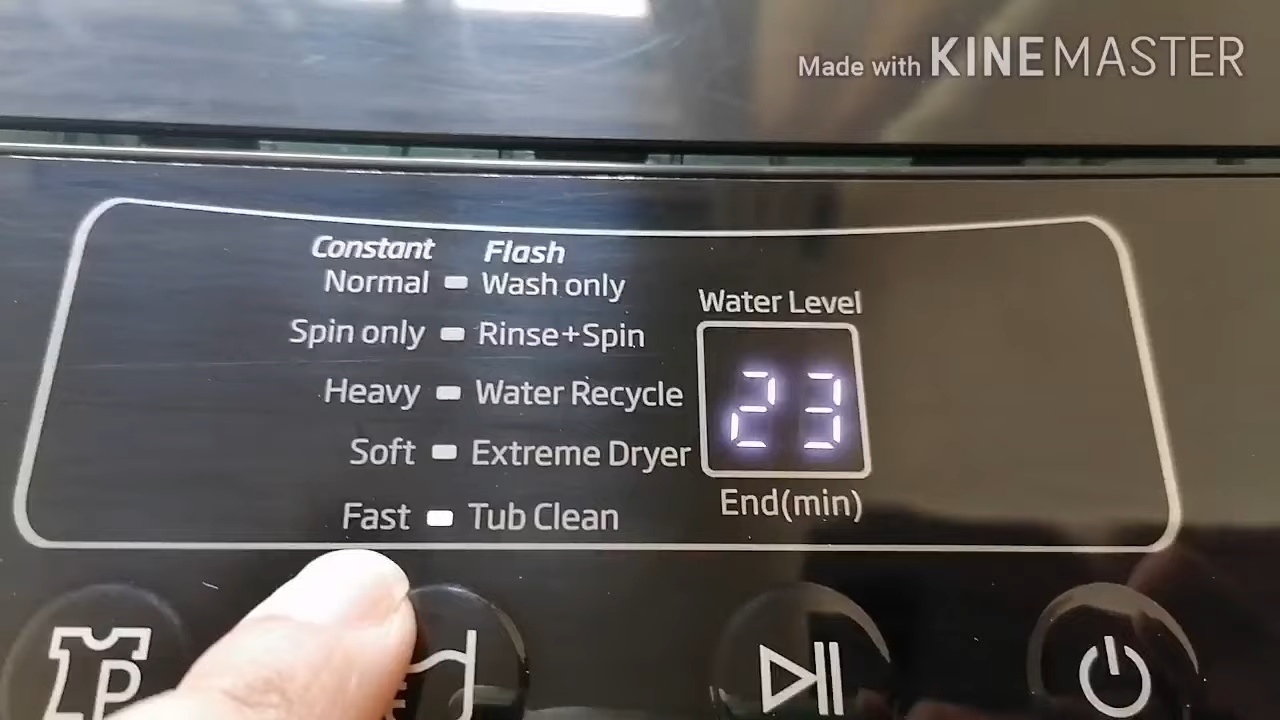 Made with KINEMASTER
Constant Flash
Normal Wash only
Spin only Rinse+Spin
Heavy Water Recycle
Soft Extreme Dryer
Fast Tub Clean
Water Level
23
End(min)
P